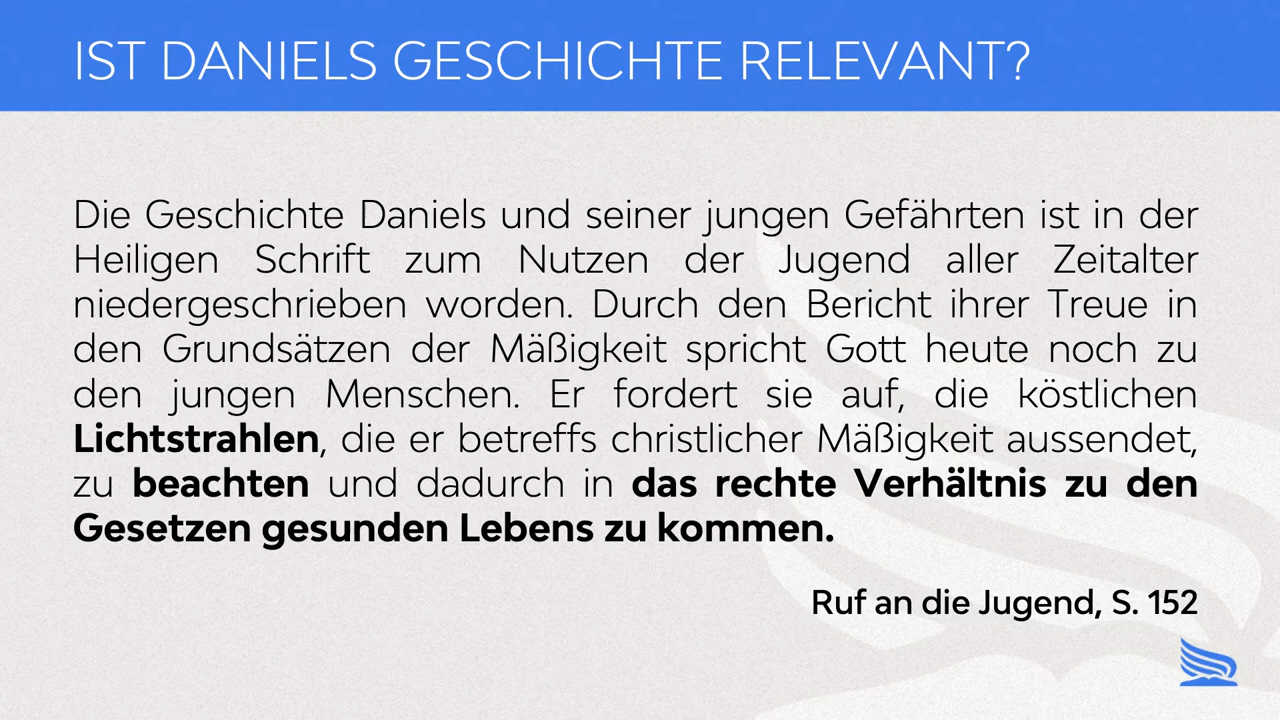 IST DANIELS GESCHICHTE RELEVANT?
Die Geschichte Daniels und seiner jungen Gefährten ist in der
Heiligen Schrift zum Nutzen der Jugend aller Zeitalter
niedergeschrieben worden. Durch den Bericht ihrer Treue in
den Grundsätzen der Mäßigkeit spricht Gott heute noch zu
den jungen Menschen. Er fordert sie auf, die köstlichen
Lichtstrahlen, die er betreffs christlicher Mäßigkeit aussendet,
zu beachten und dadurch in das rechte Verhältnis zu den
Gesetzen gesunden Lebens zu kommen.
Ruf an die Jugend, S. 152